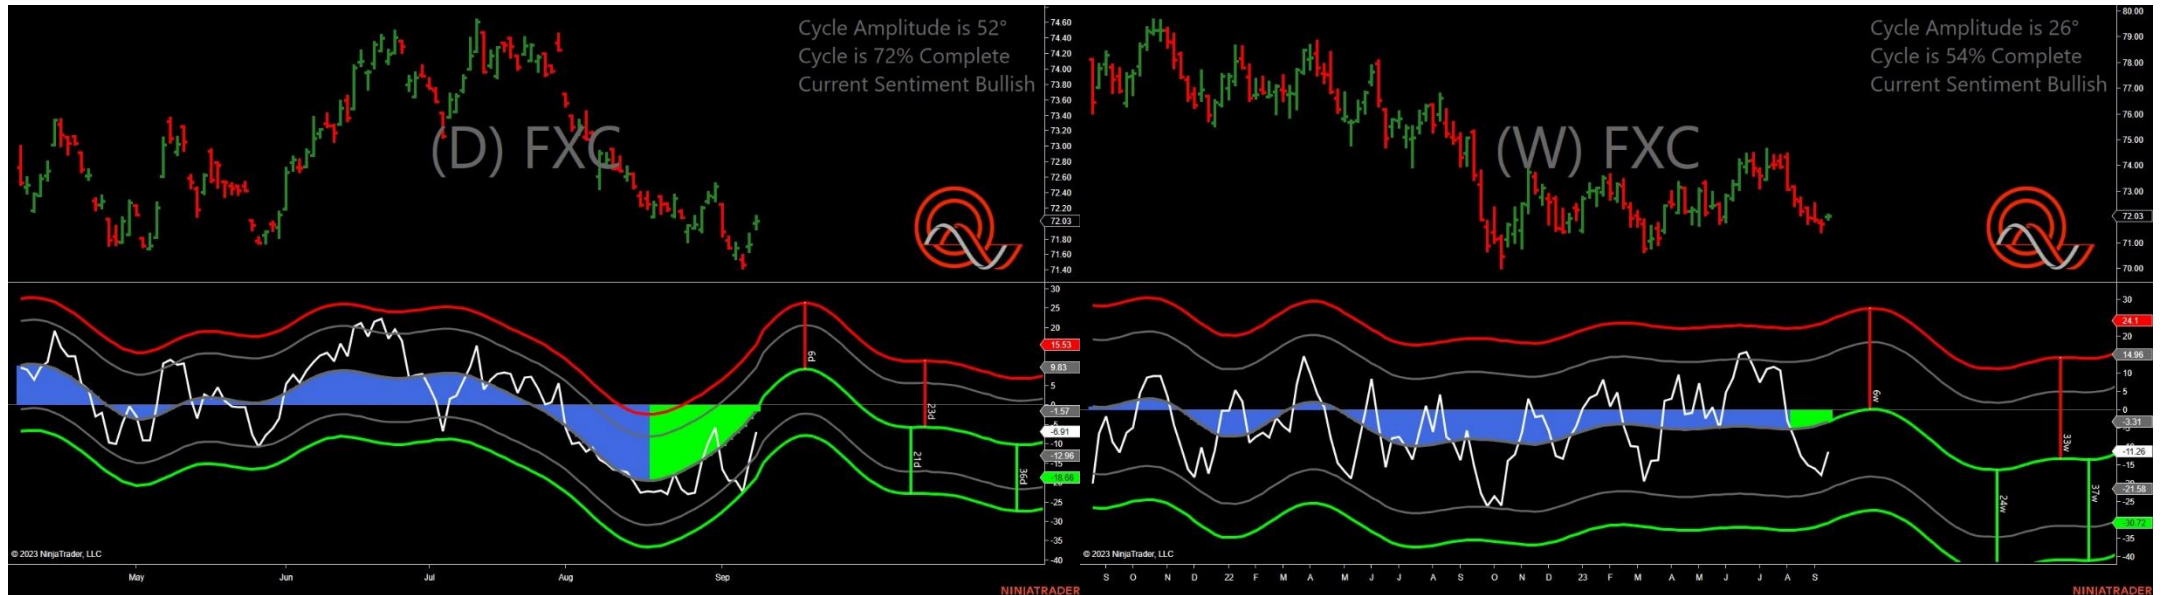 Cycle Amplitude is 52°
Cycle is 72% Complete
Current Sentiment Bullish
(D) FXC
74.60
74.40
74.20
74.00
73.80
73.60
73.40
73.20
73.00
72.80
72.60
72.40
72.20
72.03
71.80
71.60
71.40
30
25
20
15.53
9.83
5
0
-1.57
-6.91
-10
-12.96
-15
-18.66
-25
-30
-35
-40
6d
23d
21d
36d
© 2023 NinjaTrader, LLC
May Jun Jul Aug Sep
NINJATRADER
Cycle Amplitude is 26°
Cycle is 54% Complete
Current Sentiment Bullish
(W) FXC
80.00
79.00
78.00
77.00
76.00
75.00
74.00
73.00
72.03
71.00
70.00
30
24.1
20
14.96
10
5
0
-3.31
-11.26
-15
-21.58
-25
-30.72
-35
-40
6w
33w
24w
37w
© 2023 NinjaTrader, LLC
S O N D 22 F M A M J J A S O N D 23 F M A M J J A S
NINJATRADER